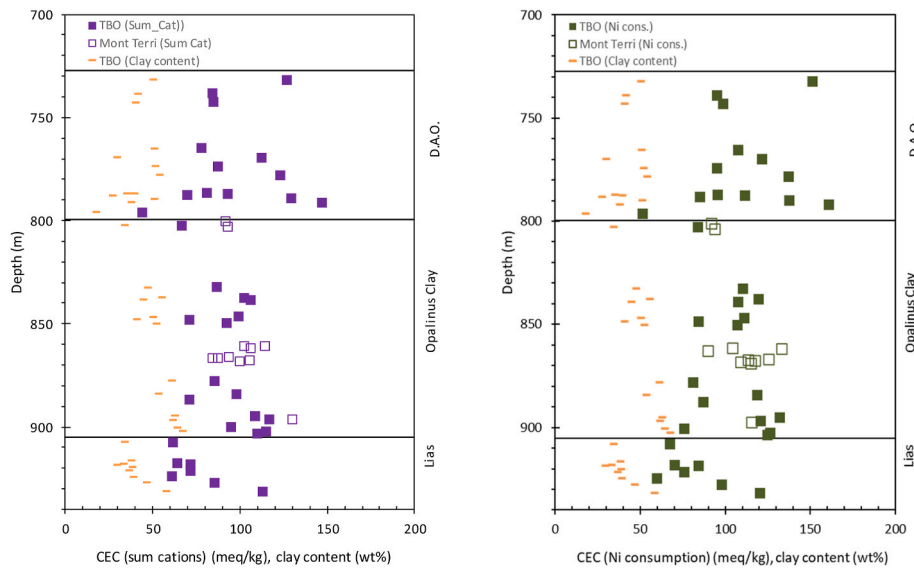 700
TBO (Sum_Cat))
Mont Terri (Sum Cat)
TBO (Clay content)
750
800
850
900
Depth (m)
D.A.O.
Opalinus Clay
Lias
0
50
100
150
200
CEC (sum cations) (meq/kg), clay content (wt%)
700
TBO (Ni cons.)
Mont Terri (Ni cons.)
TBO (Clay content)
750
800
850
900
Depth (m)
D.A.O.
Opalinus Clay
Lias
0
50
100
150
200
CEC (Ni consumption) (meq/kg), clay content (wt%)